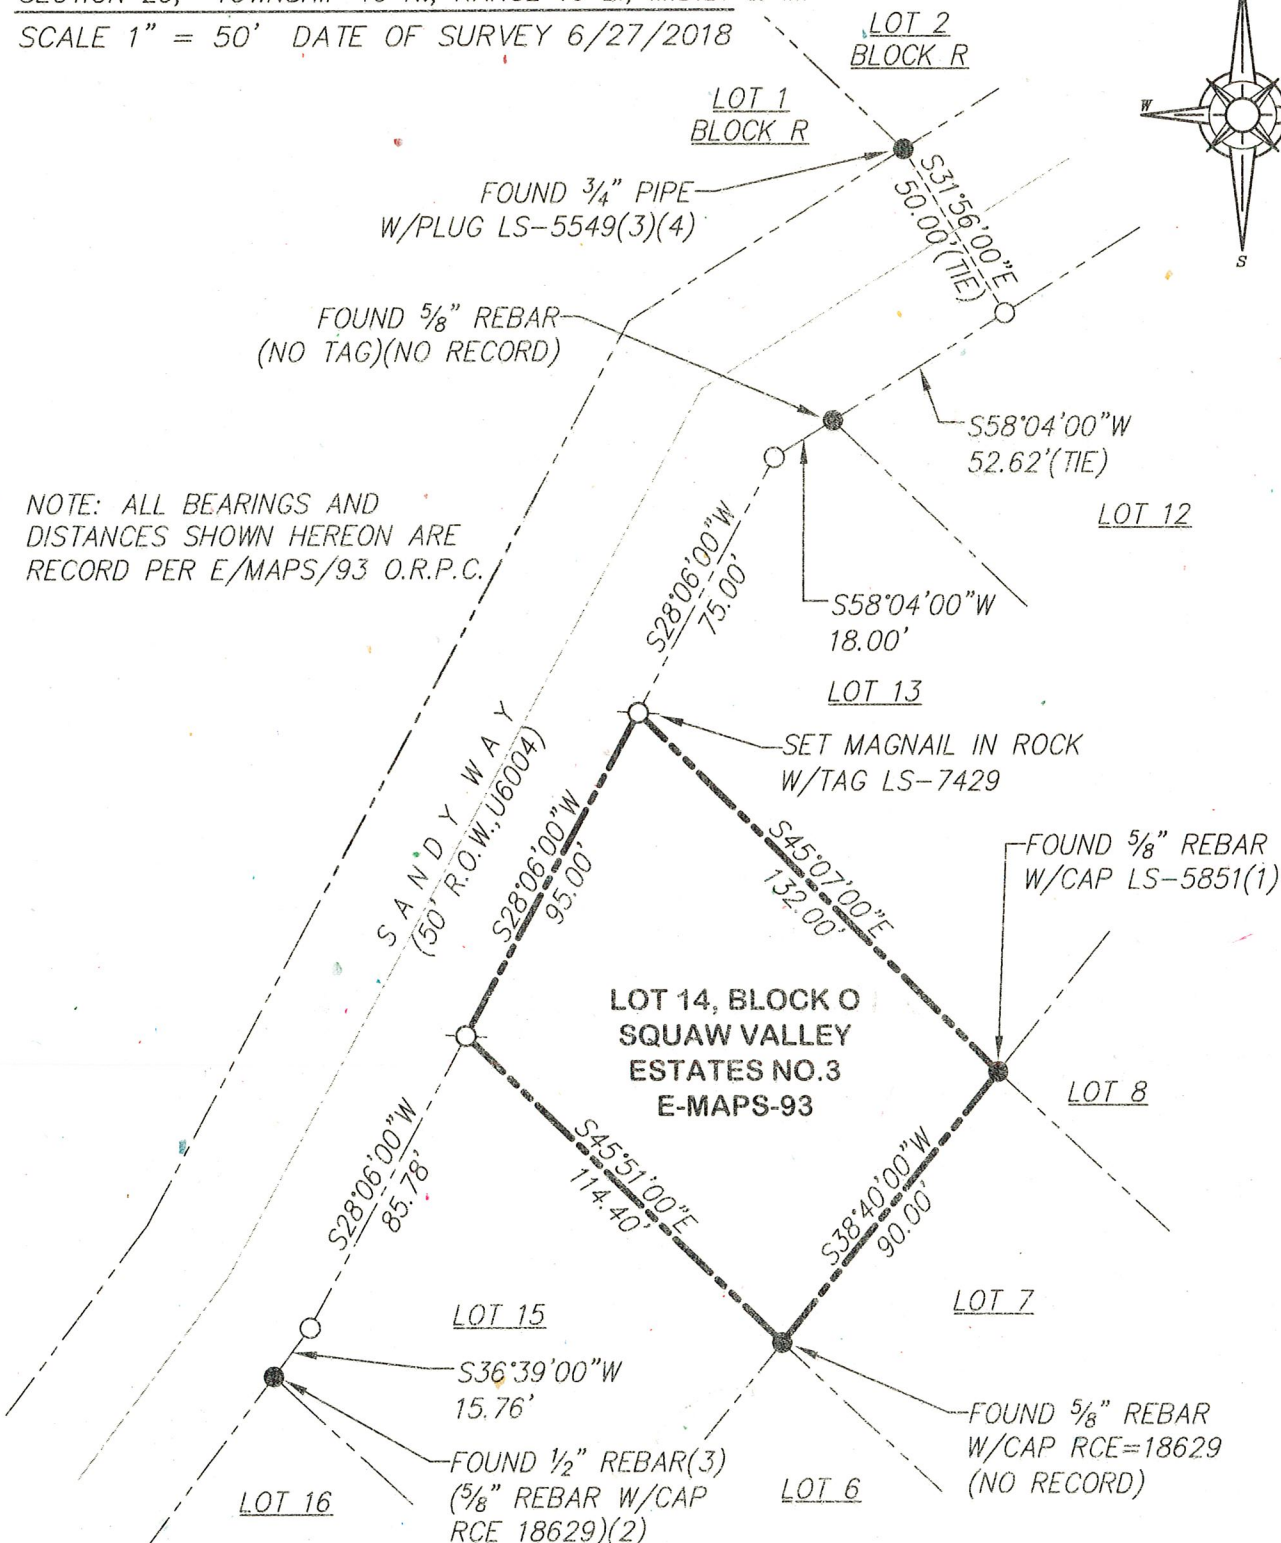 SCALE 1" = 50' DATE OF SURVEY 6/27/2018
LOT 2
BLOCK R
LOT 1
BLOCK R
W
S
FOUND 3/4" PIPE
W/PLUG LS-5549(3)(4)
S31°56'00"E
50.00'(TIE)
FOUND 5/8" REBAR
(NO TAG)(NO RECORD)
S58°04'00"W
52.62'(TIE)
LOT 12
NOTE: ALL BEARINGS AND
DISTANCES SHOWN HEREON ARE
RECORD PER E/MAPS/93 O.R.P.C.
S28°06'00"W
75.00'
S58°04'00"W
18.00'
LOT 13
SET MAGNAIL IN ROCK
W/TAG LS-7429
SANDY WAY
(50' R.O.W., U6004)
S28°06'00"W
95.00'
S45°07'00"E
132.00'
FOUND 5/8" REBAR
W/CAP LS-5851(1)
LOT 14, BLOCK O
SQUAW VALLEY
ESTATES NO.3
E-MAPS-93
LOT 8
S28°06'00"W
85.78'
S45°51'00"E
114.40'
S38°40'00"W
90.00'
LOT 7
LOT 15
S36°39'00"W
15.76'
FOUND 5/8" REBAR
W/CAP RCE=18629
(NO RECORD)
FOUND 1/2" REBAR(3)
(5/8" REBAR W/CAP
RCE 18629)(2)
LOT 6
LOT 16